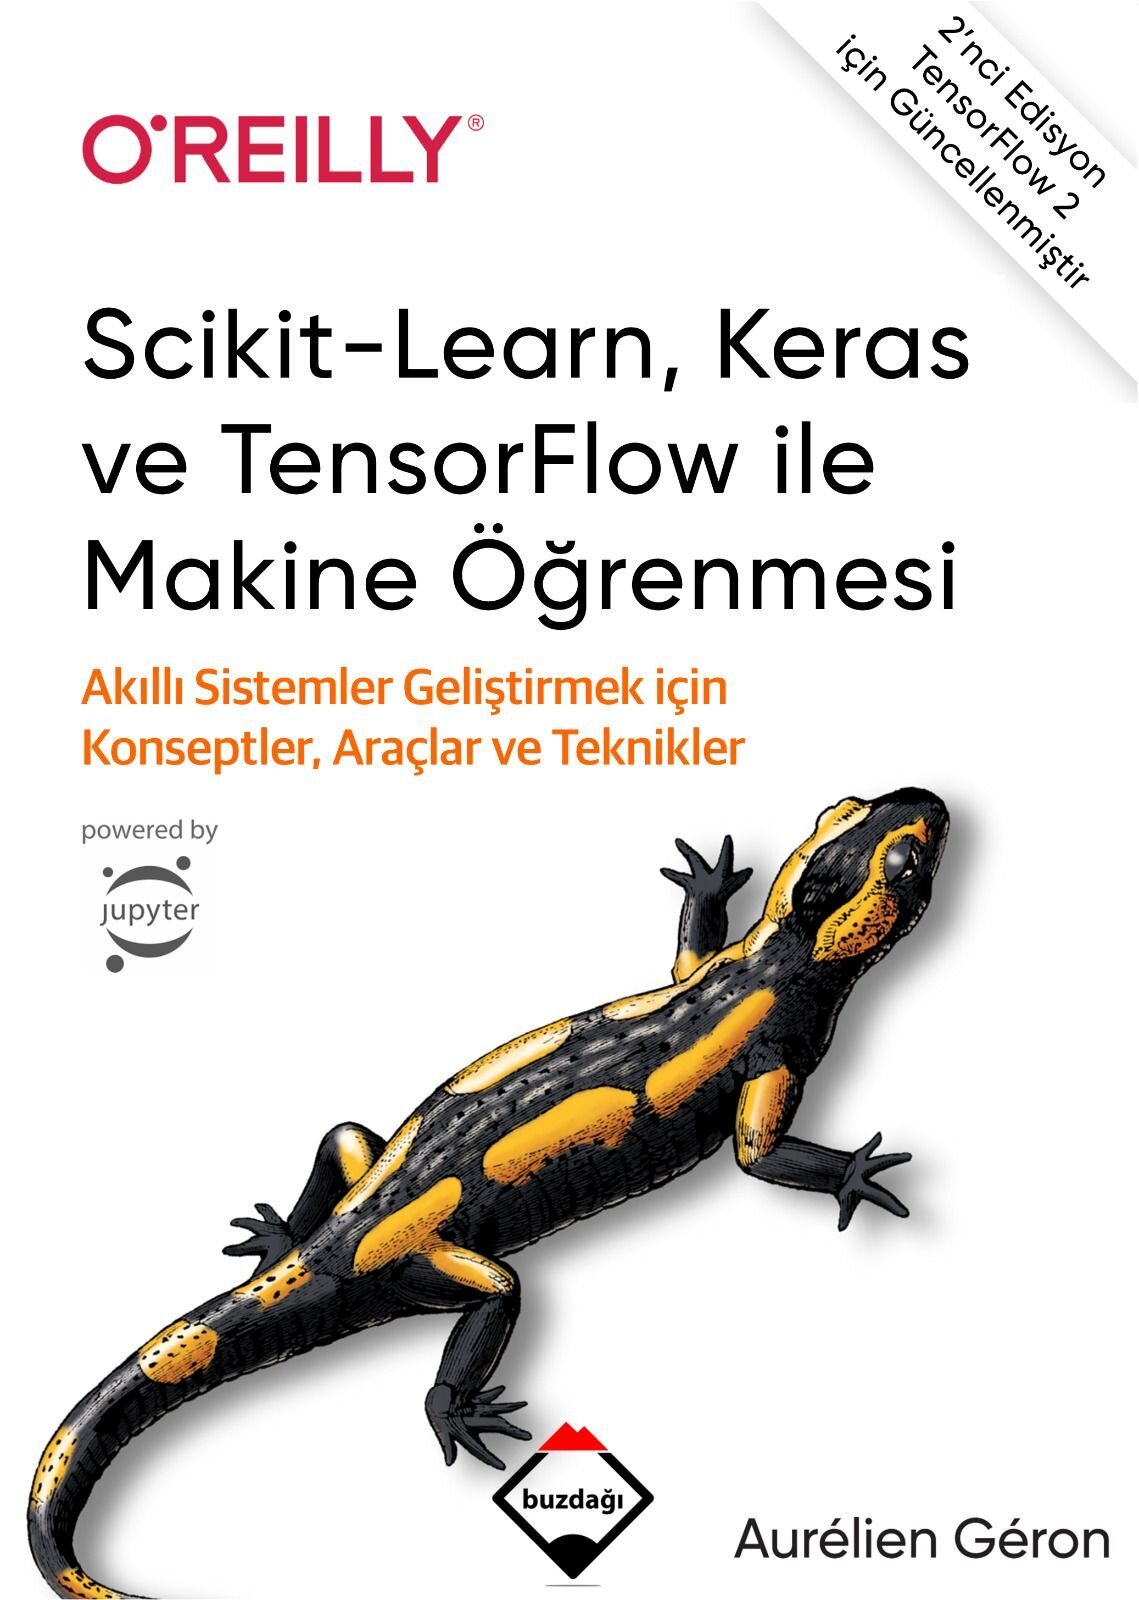 2'nci Edisyon
TensorFlow 2
için Güncellenmiştir
O'REILLY®
Scikit-Learn, Keras
ve TensorFlow ile
Makine Öğrenmesi
Akıllı Sistemler Geliştirmek için
Konseptler, Araçlar ve Teknikler
powered by
jupyter
buzdağı
Aurélien Géron